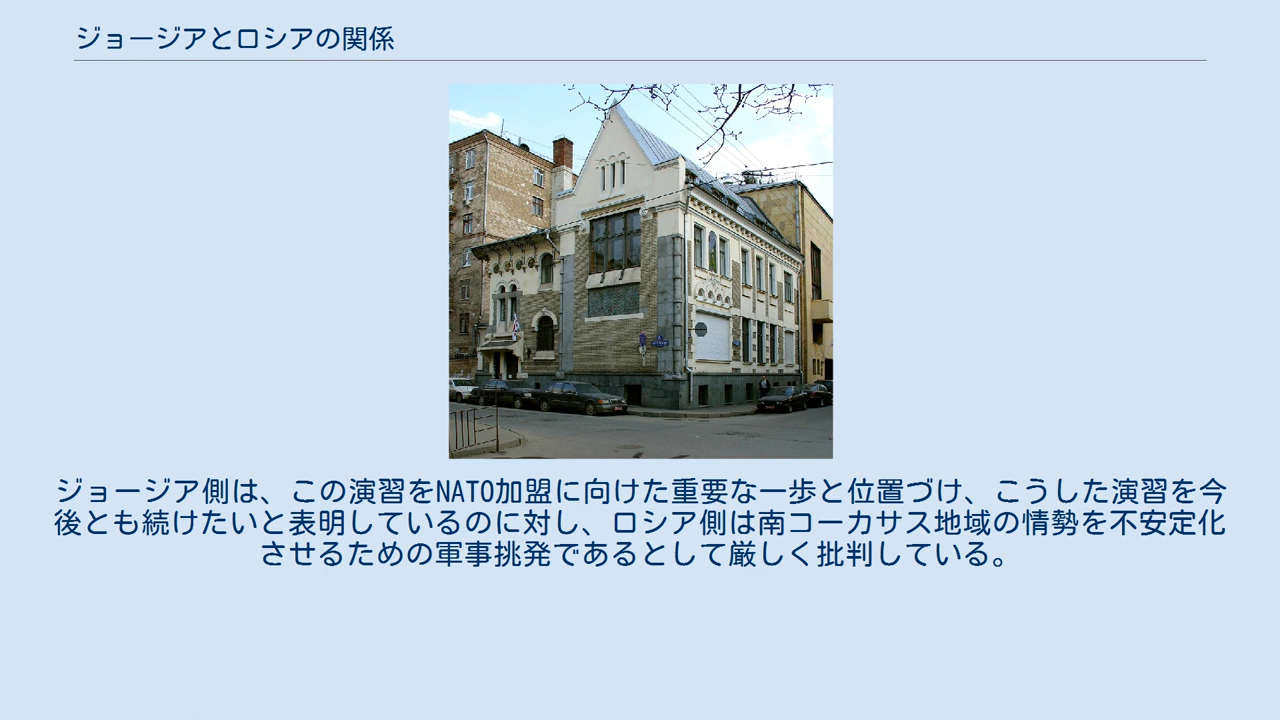 ジョージアとロシアの関係
ジョージア側は、この演習をNATO加盟に向けた重要な一歩と位置づけ、こうした演習を今
後とも続けたいと表明しているのに対し、ロシア側は南コーカサス地域の情勢を不安定化
させるための軍事挑発であるとして厳しく批判している。